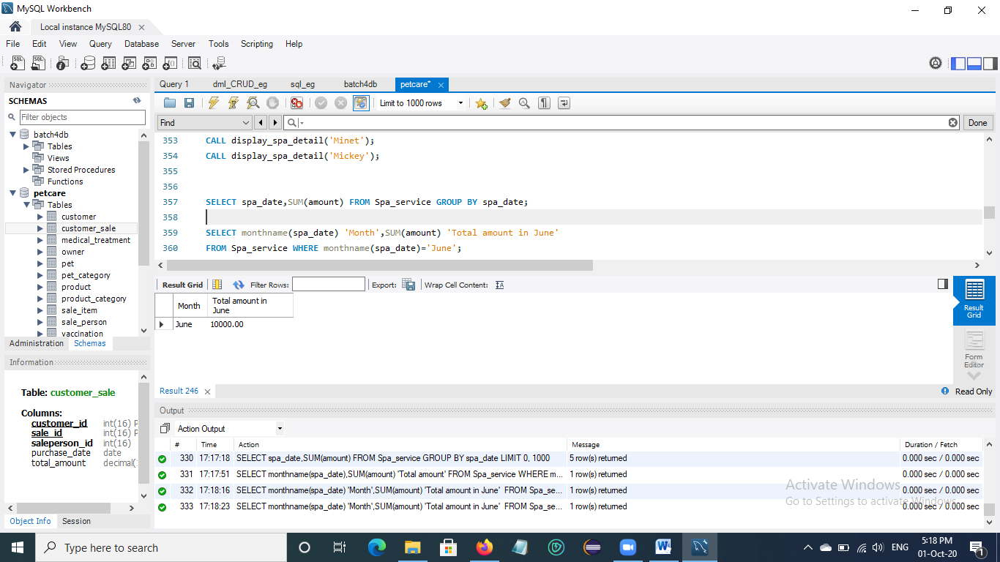 MySQL Workbench
Local instance MySQL80
File Edit View Query Database Server Tools Scripting Help
Navigator
SCHEMAS
Filter objects
batch4db
Tables
Views
Stored Procedures
Functions
petcare
Tables
customer
customer_sale
medical_treatment
owner
pet
pet_category
product
product_category
sale_item
sale_person
vaccination
Administration Schemas
Information
Table: customer_sale
Columns:
customer_id int(16) P
sale_id int(16) P
saleperson_id int(16)
purchase_date date
total_amount decimal(
Object Info Session
Query 1 dml_CRUD_eg sql_eg batch4db petcare*
Limit to 1000 rows
Find Done
353 CALL display_spa_detail('Minet');
354 CALL display_spa_detail('Mickey');
355
356
357 SELECT spa_date,SUM(amount) FROM Spa_service GROUP BY spa_date;
358
359 SELECT monthname(spa_date) 'Month',SUM(amount) 'Total amount in June'
360 FROM Spa_service WHERE monthname(spa_date)='June';
Result Grid Filter Rows: Export: Wrap Cell Content:
Month Total amount in June
June 10000.00
Result Grid
Form Editor
Result 246
Read Only
Output
Action Output
# Time Action Message Duration / Fetch
330 17:17:18 SELECT spa_date,SUM(amount) FROM Spa_service GROUP BY spa_date LIMIT 0, 1000 5 row(s) returned 0.000 sec / 0.000 sec
331 17:17:51 SELECT monthname(spa_date),SUM(amount) 'Total amount' FROM Spa_service WHERE m... 1 row(s) returned 0.000 sec / 0.000 sec
332 17:18:16 SELECT monthname(spa_date) 'Month',SUM(amount) 'Total amount in June' FROM Spa_se... 1 row(s) returned 0.000 sec / 0.000 sec
333 17:18:23 SELECT monthname(spa_date) 'Month',SUM(amount) 'Total amount in June' FROM Spa_se... 1 row(s) returned 0.000 sec / 0.000 sec
Activate Windows
Go to Settings to activate Windows.
Type here to search
ENG
5:18 PM
01-Oct-20
1